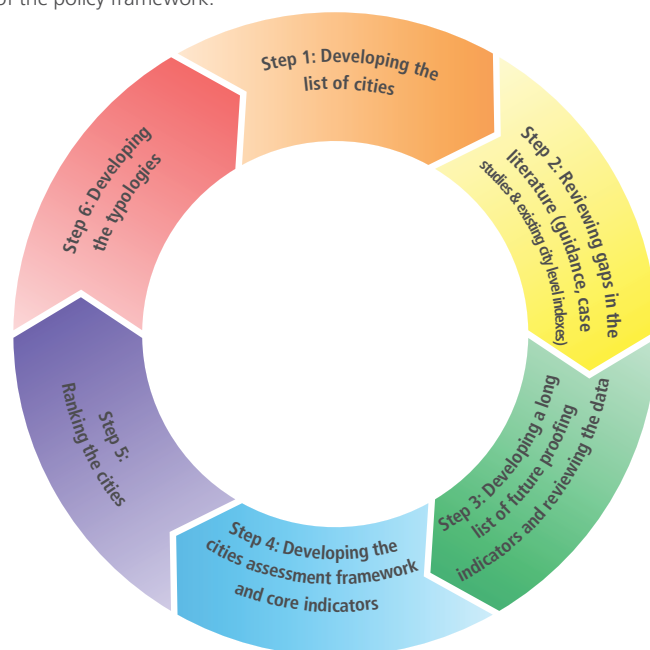 of the policy framework.
Step 1: Developing the
list of cities
Step 2: Reviewing gaps in the
literature (guidance, case
studies & existing city level indexes)
Step 3: Developing a long
list of future proofing
indicators and reviewing the data
Step 4: Developing the
cities assessment framework
and core indicators
Step 5:
Ranking the cities
Step 6: Developing
the typologies